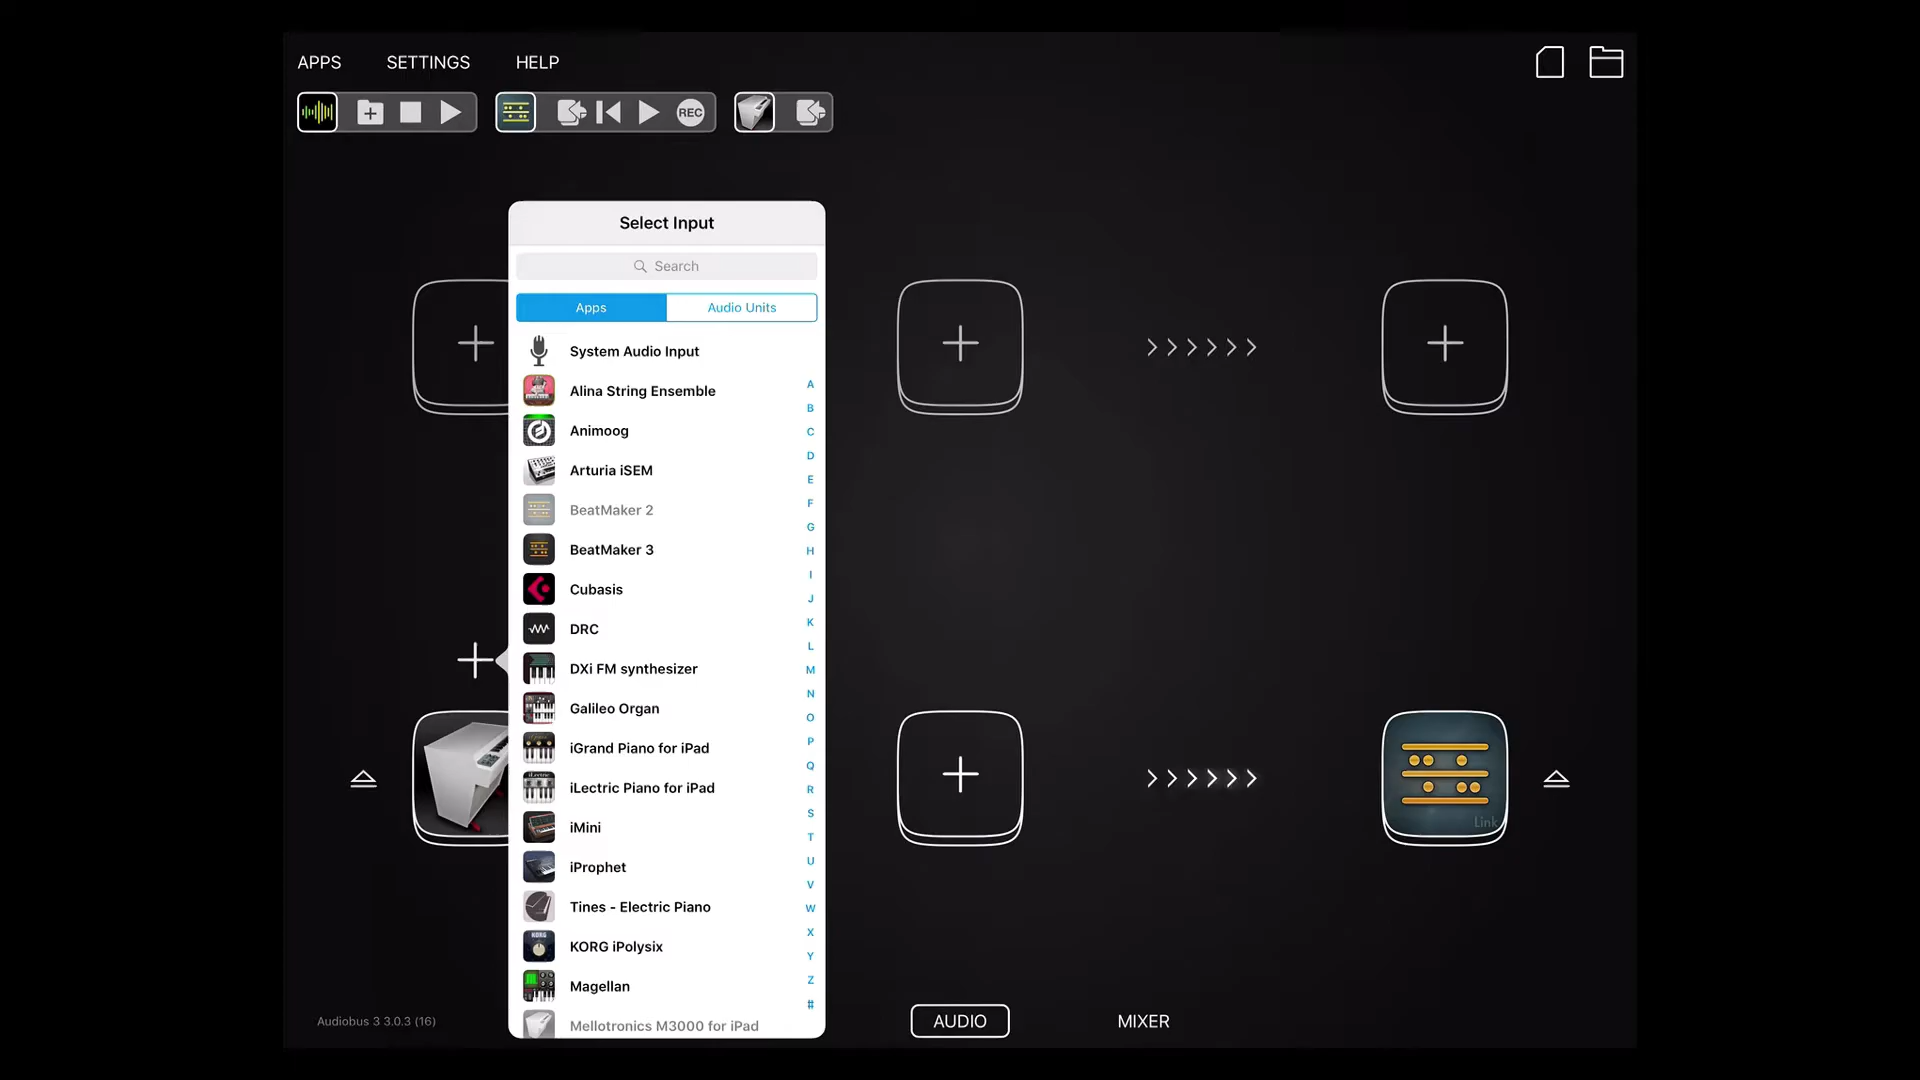 APPS SETTINGS HELP
REC
Select Input
Search
Apps Audio Units
System Audio Input
Alina String Ensemble
Animoog
Arturia iSEM
BeatMaker 2
BeatMaker 3
Cubasis
DRC
DXi FM synthesizer
Galileo Organ
iGrand Piano for iPad
iLectric Piano for iPad
iMini
iProphet
Tines - Electric Piano
KORG iPolysix
Magellan
Mellotronics M3000 for iPad
A
B
C
D
E
F
G
H
I
J
K
L
M
N
O
P
Q
R
S
T
U
V
W
X
Y
Z
#
Link
Audiobus 3 3.0.3 (16)
AUDIO MIXER